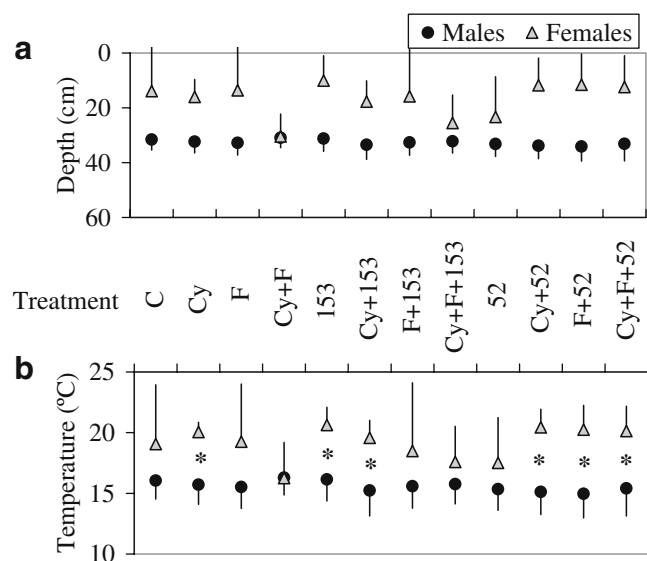 Males Females
a
0
20
40
60
Depth (cm)
Treatment
C
Cy
F
Cy+F
153
Cy+153
F+153
Cy+F+153
52
Cy+52
F+52
Cy+F+52
b
25
20
15
10
Temperature (ºC)
* * * * * *